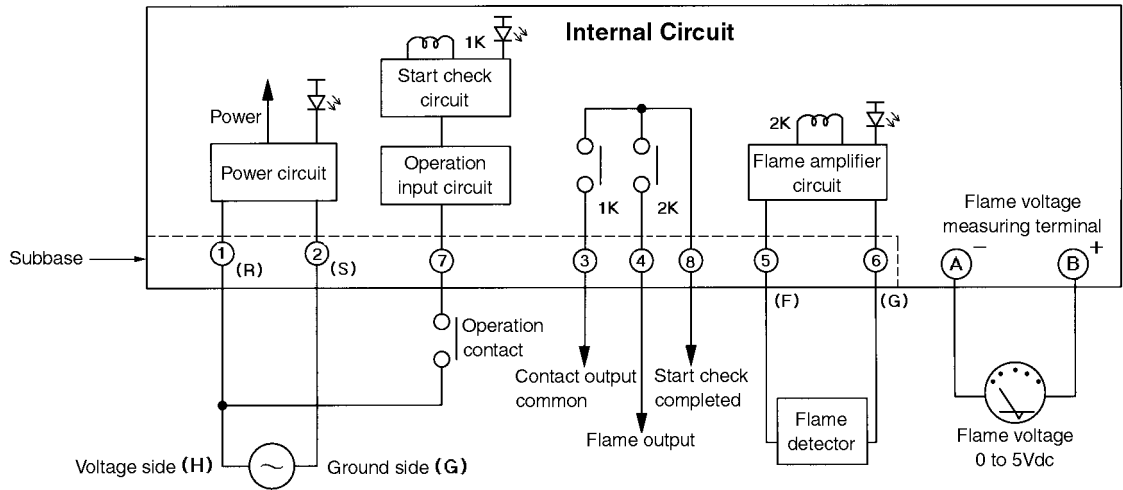 Internal Circuit
1K
Start check
circuit
Power
Power circuit
Operation
input circuit
1K
2K
2K
Flame amplifier
circuit
Flame voltage
measuring terminal
Subbase
1
(R)
2
(S)
7
3
4
8
5
(F)
6
(G)
A
−
B
+
Operation
contact
Contact output
common
Start check
completed
Flame output
Flame
detector
Flame voltage
0 to 5Vdc
Voltage side (H)
Ground side (G)